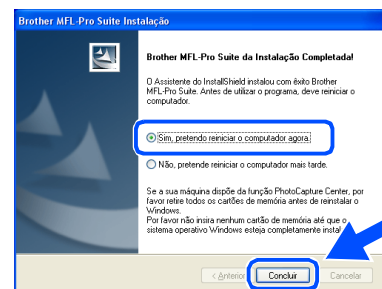 Brother MFL-Pro Suite Instalação
Brother MFL-Pro Suite da Instalação Completada!
O Assistente do InstallShield instalou com êxito Brother
MFL-Pro Suite. Antes de utilizar o programa, deve reiniciar o
computador.
Sim, pretendo reiniciar o computador agora.
Não, pretende reiniciar o computador mais tarde.
Se a sua máquina dispõe da função PhotoCapture Center, por
favor retire todos os cartões de memória antes de reinstalar o
Windows.
Por favor não insira nenhum cartão de memória até que o
sistema operativo Windows esteja completamente
< Anterior
Concluir
Cancelar